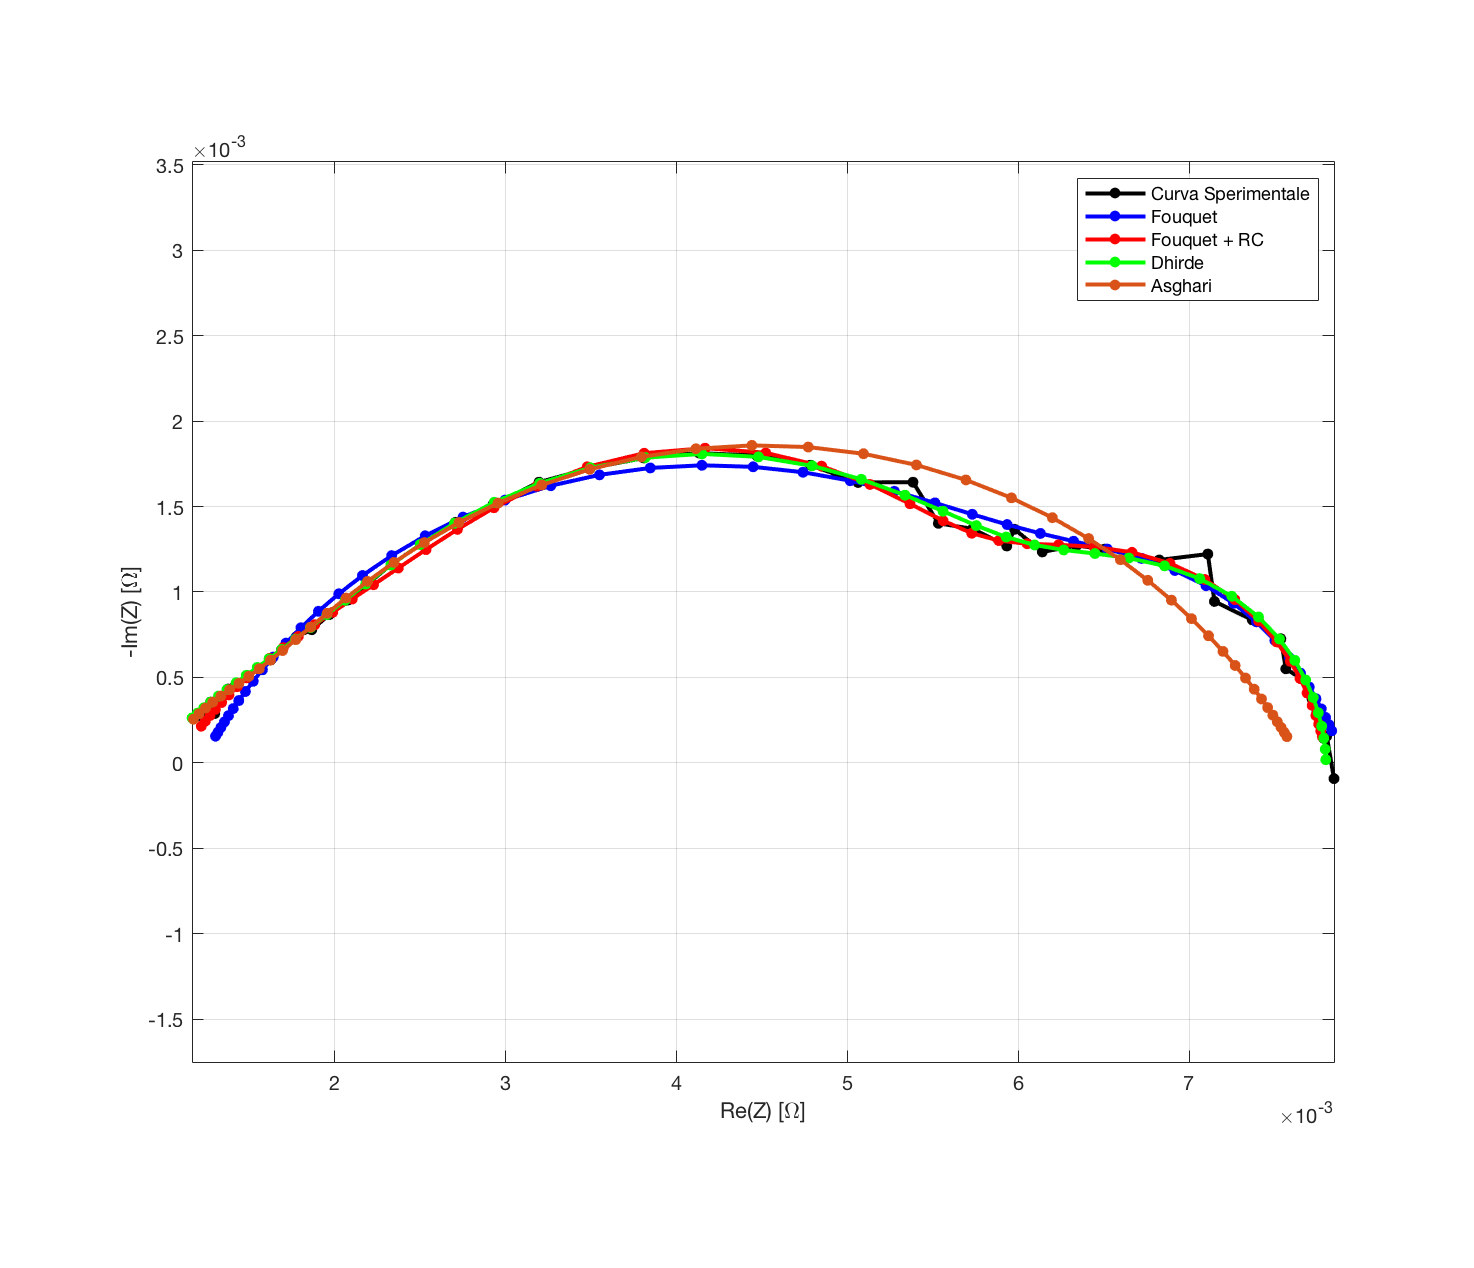 ×10-3
3.5
3
2.5
2
1.5
1
0.5
0
-0.5
-1
-1.5
-Im(Z) [Ω]
Curva Sperimentale
Fouquet
Fouquet + RC
Dhirde
Asghari
2 3 4 5 6 7
Re(Z) [Ω]
×10-3